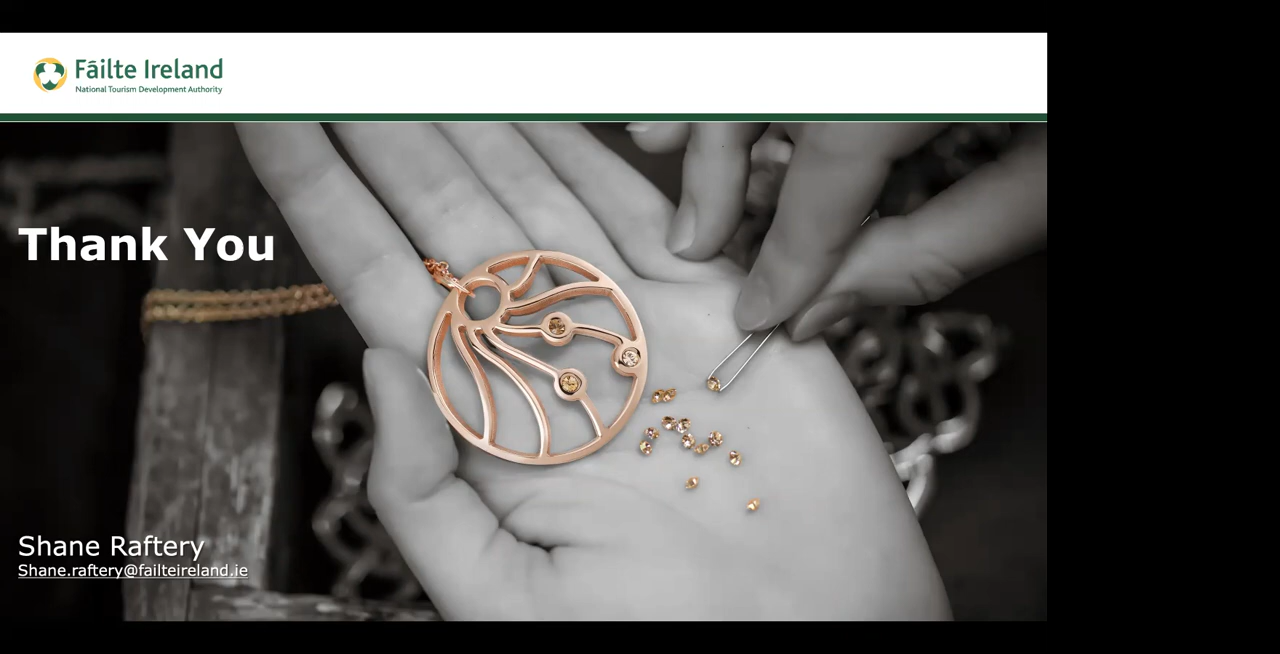 Fáilte Ireland
National Tourism Development Authority
Thank You
Shane Raftery
Shane.raftery@failteireland.ie